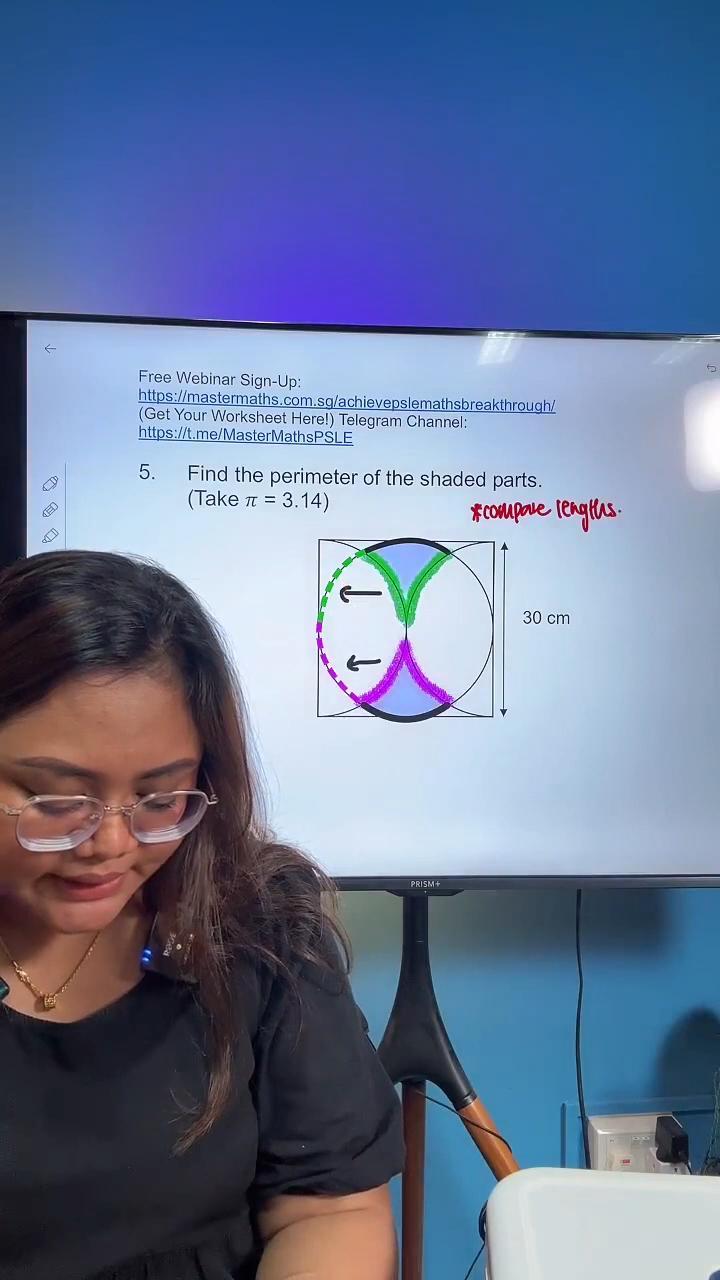 Free Webinar Sign-Up:
https://mastermaths.com.sg/achievepslemathsbreakthrough/
(Get Your Worksheet Here!) Telegram Channel:
https://t.me/MasterMathsPSLE
5. Find the perimeter of the shaded parts.
(Take π = 3.14)
*compare lengths.
30 cm
PRISM+